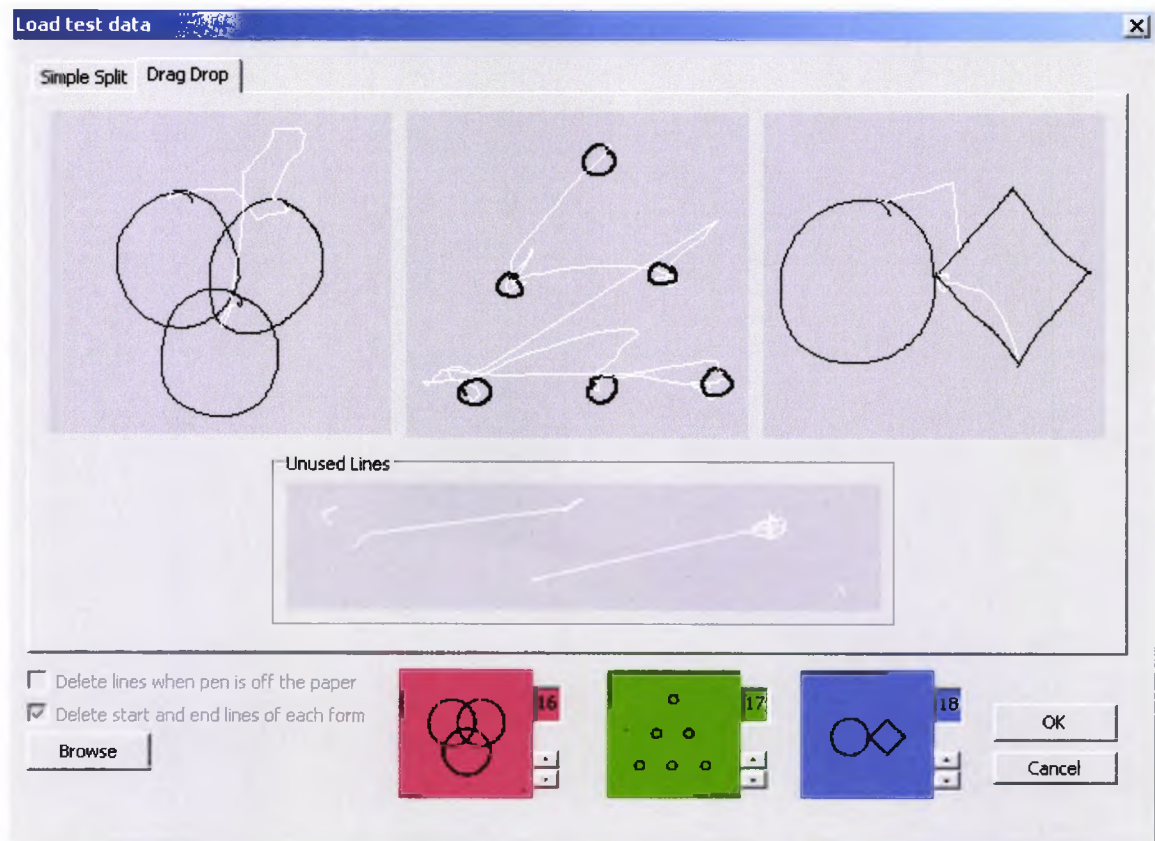 Load test data
Simple Split
Drag Drop
Unused Lines
Delete lines when pen is off the paper
Delete start and end lines of each form
Browse
16
17
18
OK
Cancel